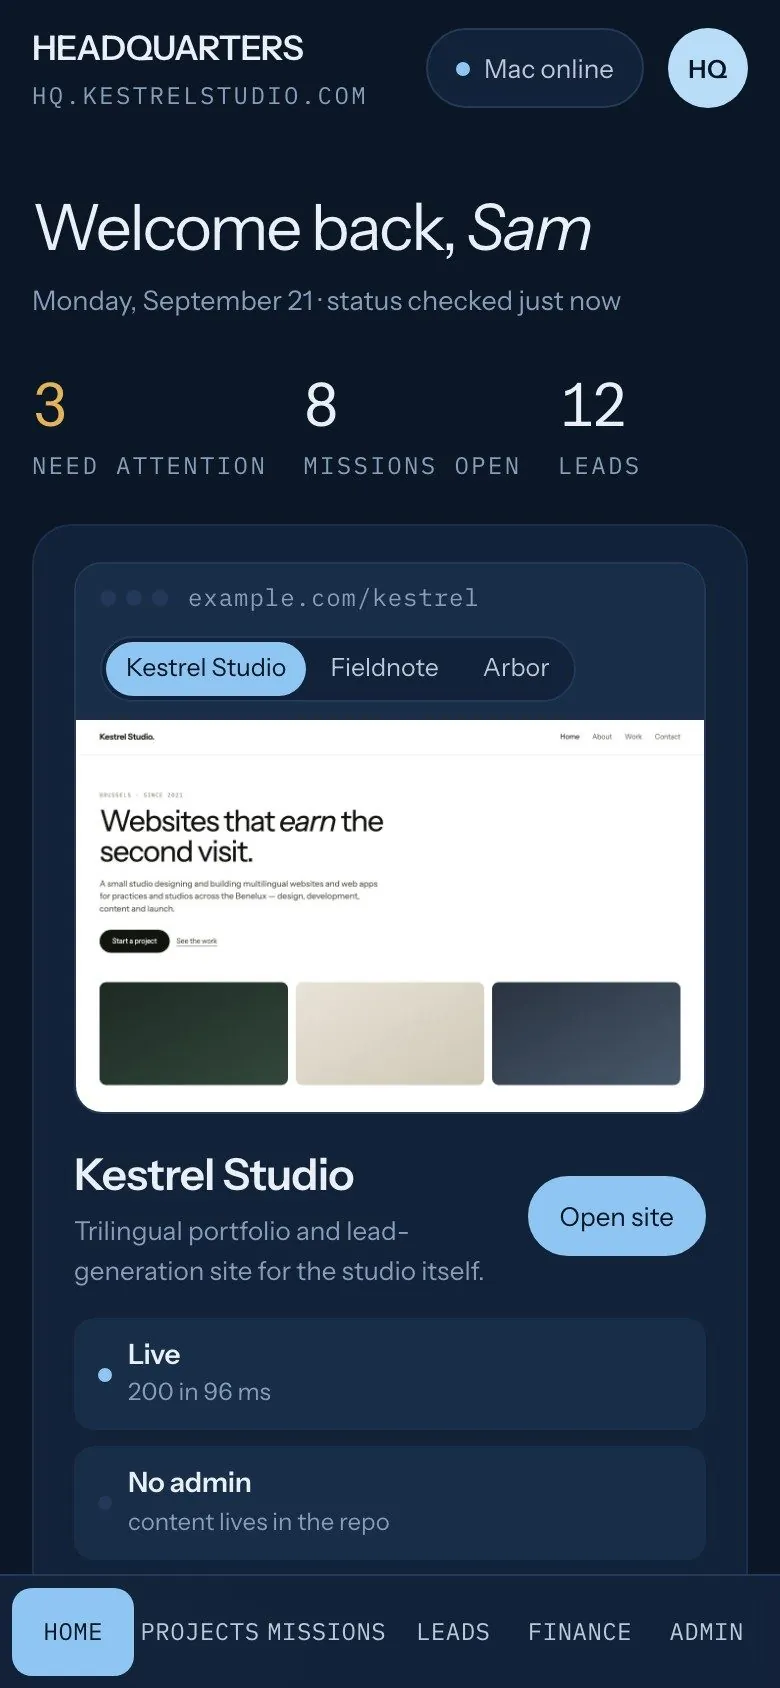 HEADQUARTERS
HQ.KESTRELSTUDIO.COM
Mac online
HQ
Welcome back, Sam
Monday, September 21 · status checked just now
3
NEED ATTENTION
8
MISSIONS OPEN
12
LEADS
example.com/kestrel
Kestrel Studio
Fieldnote
Arbor
Kestrel Studio.
Home About Work Contact
BRUSSELS · SINCE 2021
Websites that earn the
second visit.
A small studio designing and building multilingual websites and web apps
for practices and studios across the Benelux — design, development,
content and launch.
Start a project
See the work
Kestrel Studio
Trilingual portfolio and lead-
generation site for the studio itself.
Open site
Live
200 in 96 ms
No admin
content lives in the repo
HOME PROJECTS MISSIONS LEADS FINANCE ADMIN